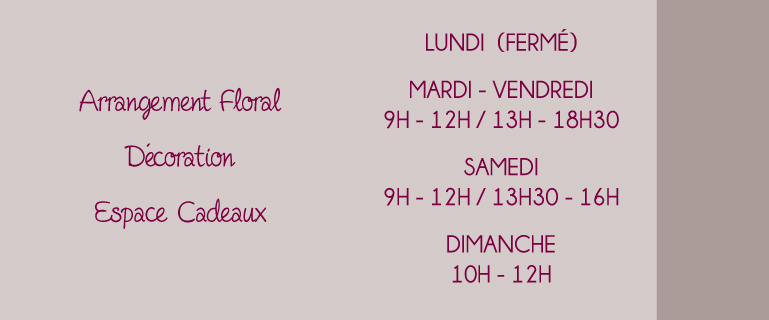 Arrangement Floral
Décoration
Espace Cadeaux
LUNDI (FERMÉ)
MARDI - VENDREDI
9H - 12H / 13H - 18H30
SAMEDI
9H - 12H / 13H30 - 16H
DIMANCHE
10H - 12H